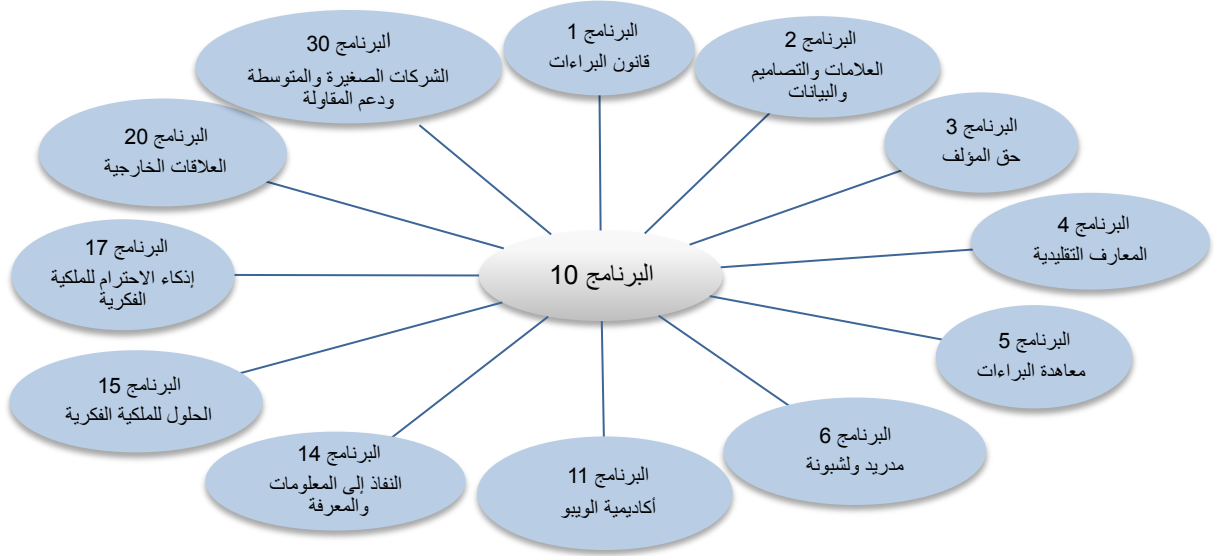 البرنامج 1
قانون البراءات
البرنامج 2
العلامات والتصاميم
والبيانات
البرنامج 3
حق المؤلف
البرنامج 4
المعارف التقليدية
البرنامج 5
معاهدة البراءات
البرنامج 6
مدريد ولشبونة
البرنامج 11
أكاديمية الويبو
البرنامج 14
النفاذ إلى المعلومات
والمعرفة
البرنامج 15
الحلول للملكية الفكرية
البرنامج 17
إذكاء الاحترام للملكية
الفكرية
البرنامج 20
العلاقات الخارجية
البرنامج 30
الشركات الصغيرة والمتوسطة
ودعم المقاولة
البرنامج 10